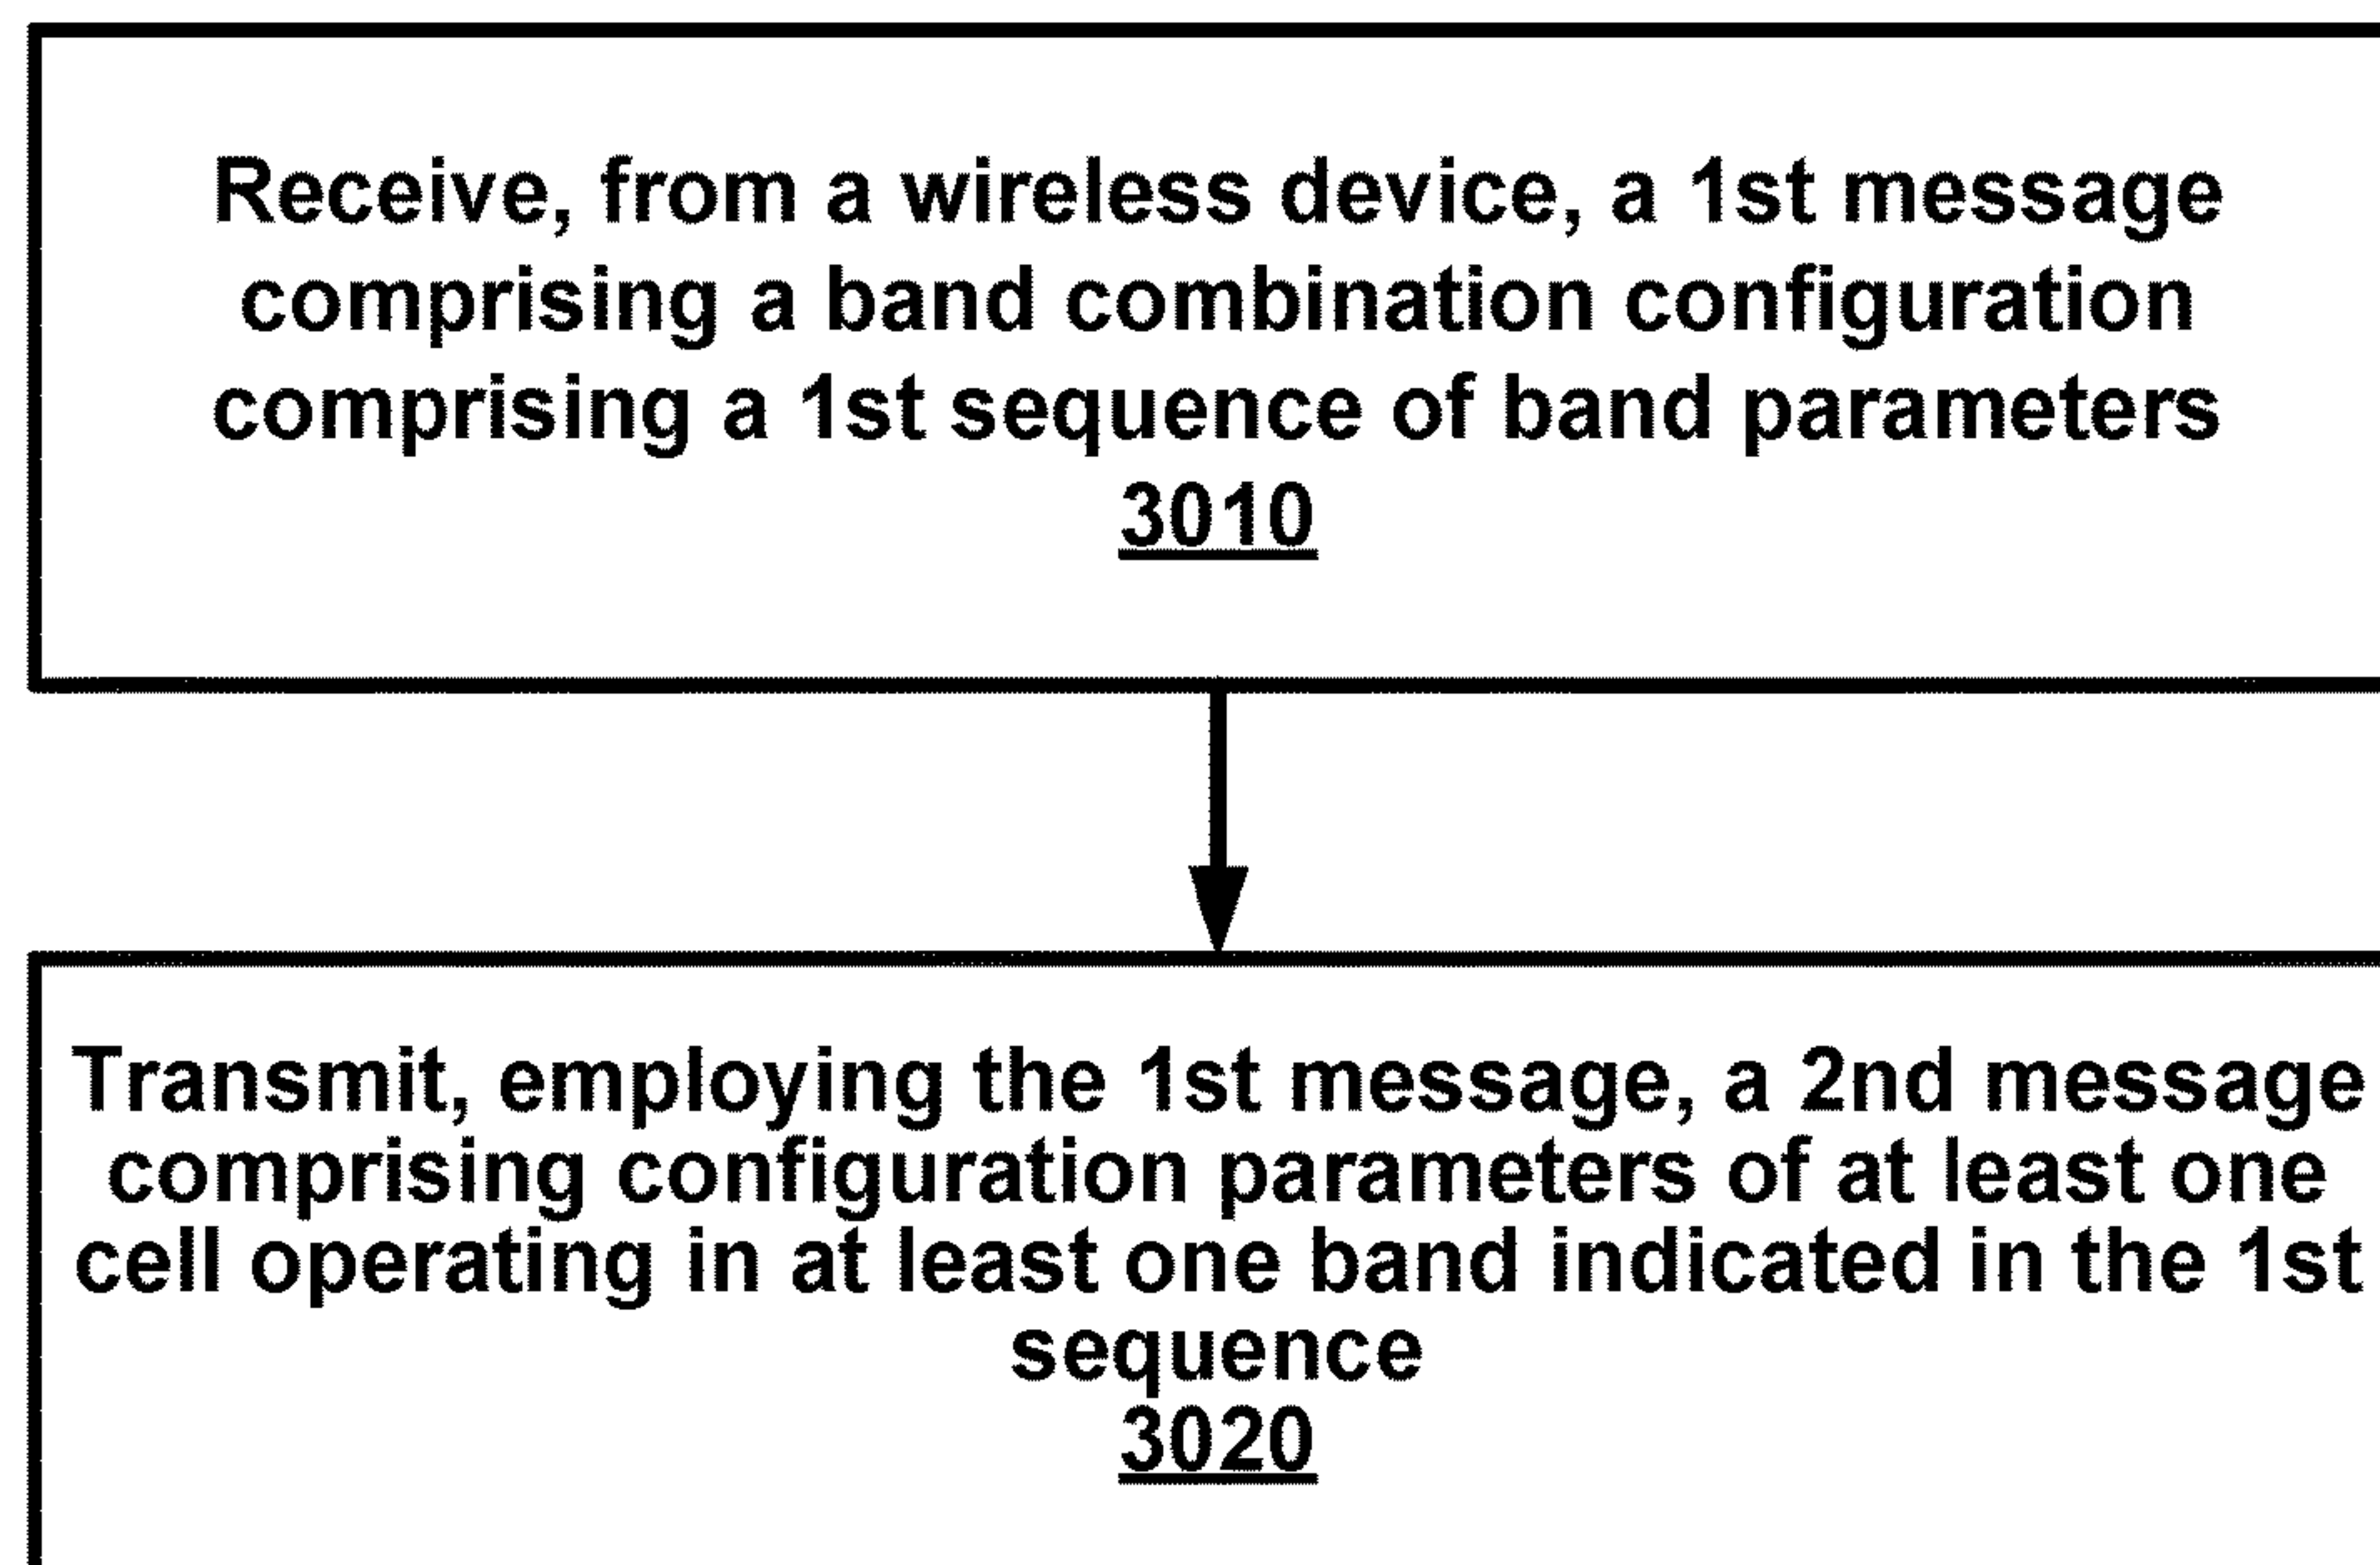 Receive, from a wireless device, a 1st message
comprising a band combination configuration
comprising a 1st sequence of band parameters
3010
Transmit, employing the 1st message, a 2nd message
comprising configuration parameters of at least one
cell operating in at least one band indicated in the 1st
sequence
3020